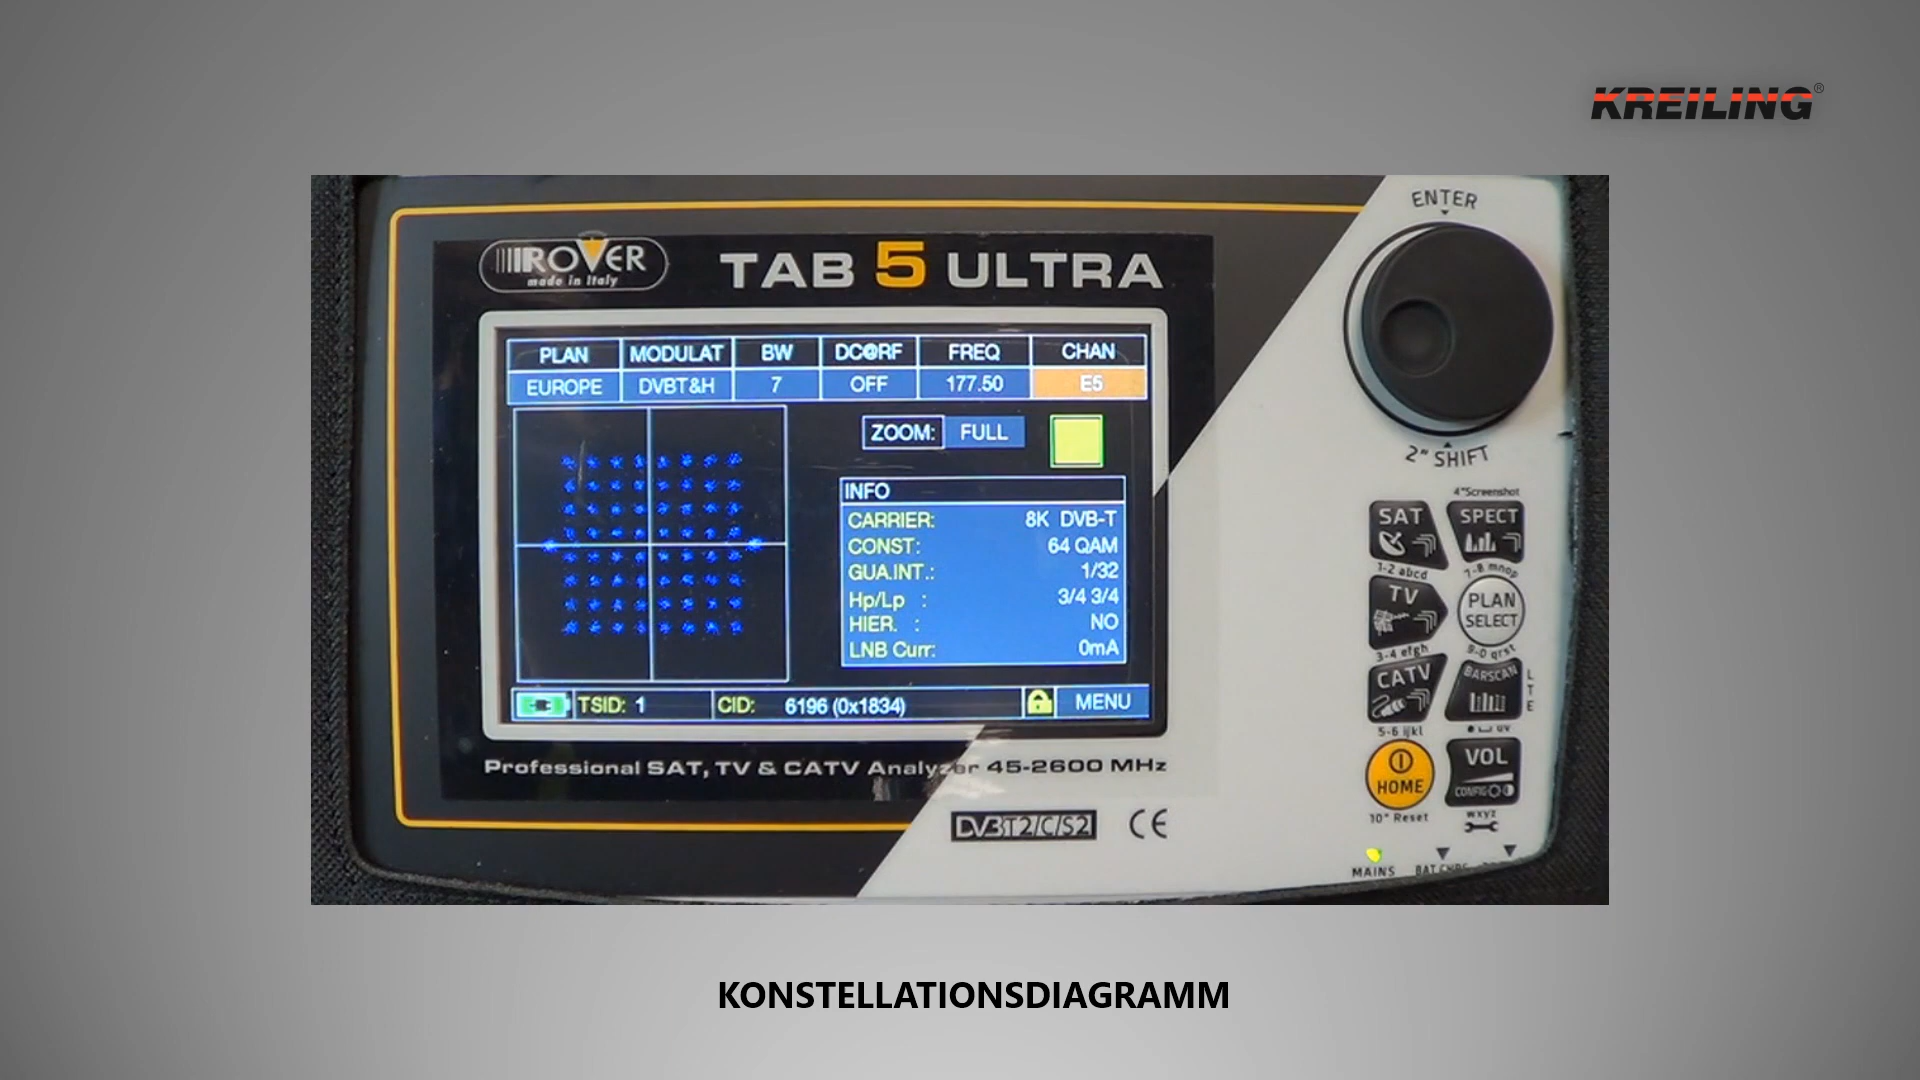 KREILING®
ENTER
ROVER
made in Italy
TAB 5 ULTRA
PLAN MODULAT BW DC@RF FREQ CHAN
EUROPE DVBT&H 7 OFF 177.50 E5
ZOOM: FULL
INFO
CARRIER: 8K DVB-T
CONST: 64 QAM
GUA.INT.: 1/32
Hp/Lp : 3/4 3/4
HIER. : NO
LNB Curr: 0mA
TSID: 1 CID: 6196 (0x1834) MENU
Professional SAT, TV & CATV Analyzer 45-2600 MHz
DVB T2/C/S2 CE
2" SHIFT
4"Screenshot
SAT SPECT
1-2 abcd 7-8 mnop
TV PLAN SELECT
3-4 efgh 9-0 qrst
CATV BARSCAN LTE
5-6 ijkl uv
HOME VOL
CONFIG
10" Reset wxyz
MAINS
KONSTELLATIONSDIAGRAMM